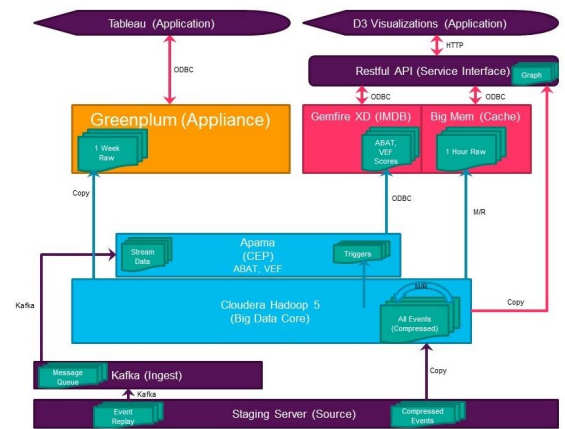 Tableau (Application)
D3 Visualizations (Application)
HTTP
ODBC
Restful API (Service Interface)
Graph
ODBC
ODBC
Greenplum (Appliance)
1 Week
Raw
Gemfire XD (IMDB)
ABAT,
VEF
Scores
Big Mem (Cache)
1 Hour Raw
Copy
ODBC
M/R
Apama
(CEP)
ABAT, VEF
Stream
Data
Triggers
Kafka
Cloudera Hadoop 5
(Big Data Core)
M/R
All Events
(Compressed)
Copy
Message
Queue
Kafka (Ingest)
Copy
Kafka
Event
Replay
Staging Server (Source)
Compressed
Events